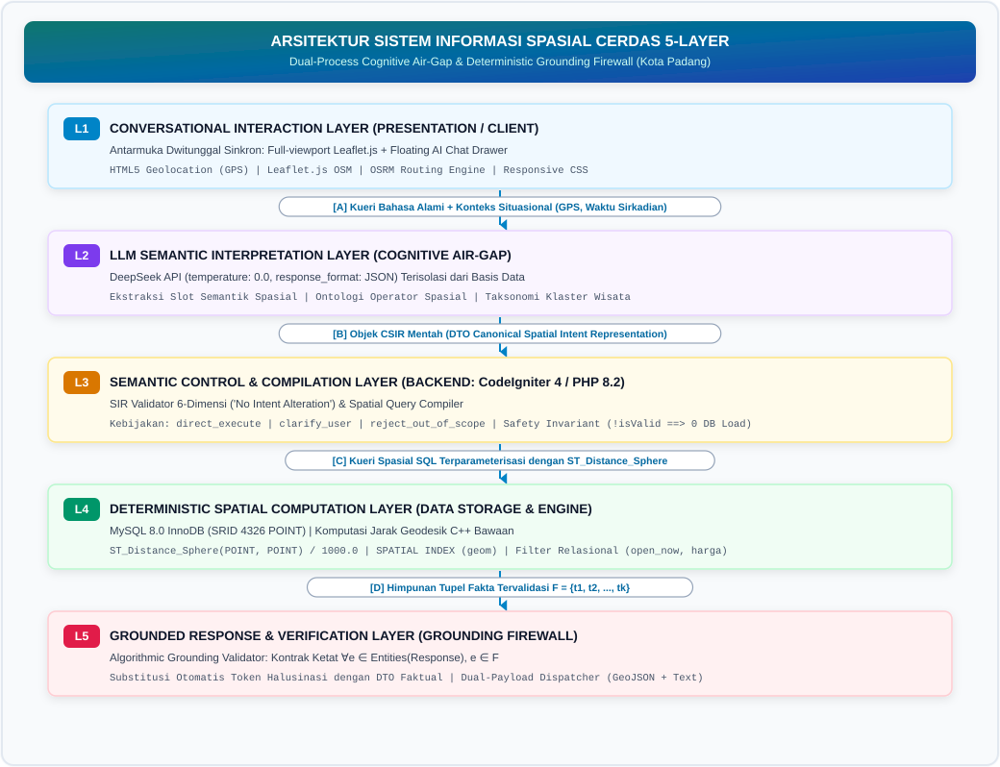 ARSITEKTUR SISTEM INFORMASI SPASIAL CERDAS 5-LAYER
Dual-Process Cognitive Air-Gap & Deterministic Grounding Firewall (Kota Padang)
L1
CONVERSATIONAL INTERACTION LAYER (PRESENTATION / CLIENT)
Antarmuka Dwitunggal Sinkron: Full-viewport Leaflet.js + Floating AI Chat Drawer
HTML5 Geolocation (GPS) | Leaflet.js OSM | OSRM Routing Engine | Responsive CSS
[A] Kueri Bahasa Alami + Konteks Situasional (GPS, Waktu Sirkadian)
L2
LLM SEMANTIC INTERPRETATION LAYER (COGNITIVE AIR-GAP)
DeepSeek API (temperature: 0.0, response_format: JSON) Terisolasi dari Basis Data
Ekstraksi Slot Semantik Spasial | Ontologi Operator Spasial | Taksonomi Klaster Wisata
[B] Objek CSIR Mentah (DTO Canonical Spatial Intent Representation)
L3
SEMANTIC CONTROL & COMPILATION LAYER (BACKEND: CodeIgniter 4 / PHP 8.2)
SIR Validator 6-Dimensi ('No Intent Alteration') & Spatial Query Compiler
Kebijakan: direct_execute | clarify_user | reject_out_of_scope | Safety Invariant (!isValid ==> 0 DB Load)
[C] Kueri Spasial SQL Terparameterisasi dengan ST_Distance_Sphere
L4
DETERMINISTIC SPATIAL COMPUTATION LAYER (DATA STORAGE & ENGINE)
MySQL 8.0 InnoDB (SRID 4326 POINT) | Komputasi Jarak Geodesik C++ Bawaan
ST_Distance_Sphere(POINT, POINT) / 1000.0 | SPATIAL INDEX (geom) | Filter Relasional (open_now, harga)
[D] Himpunan Tupel Fakta Tervalidasi F = {t1, t2, ..., tk}
L5
GROUNDED RESPONSE & VERIFICATION LAYER (GROUNDING FIREWALL)
Algorithmic Grounding Validator: Kontrak Ketat ∀e ∈ Entities(Response), e ∈ F
Substitusi Otomatis Token Halusinasi dengan DTO Faktual | Dual-Payload Dispatcher (GeoJSON + Text)